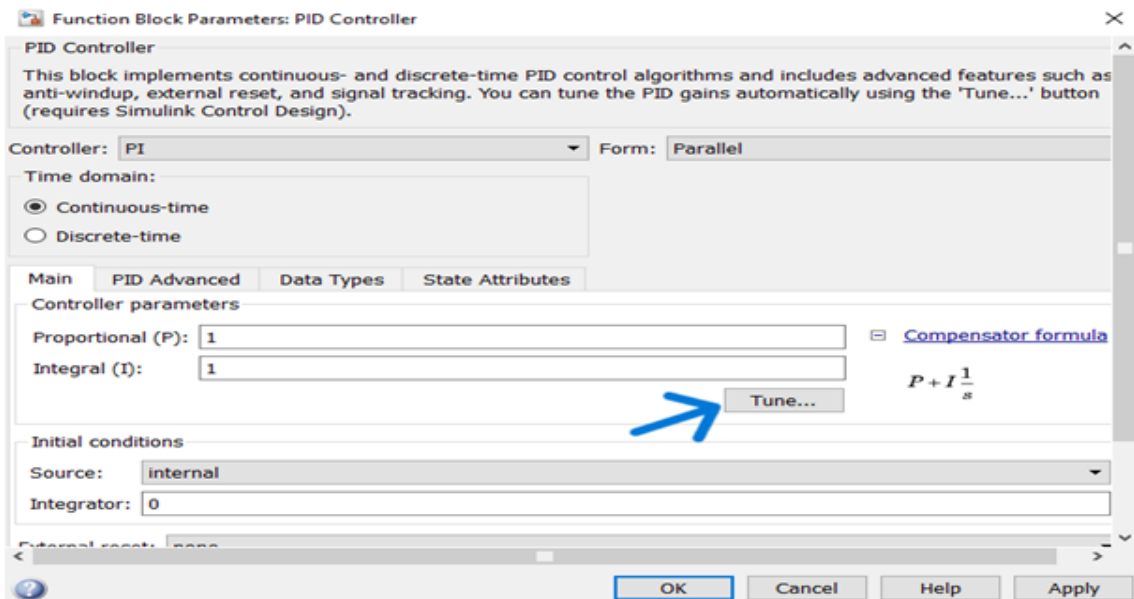 Function Block Parameters: PID Controller
PID Controller
This block implements continuous- and discrete-time PID control algorithms and includes advanced features such as
anti-windup, external reset, and signal tracking. You can tune the PID gains automatically using the 'Tune...' button
(requires Simulink Control Design).
Controller: PI Form: Parallel
Time domain:
Continuous-time
Discrete-time
Main PID Advanced Data Types State Attributes
Controller parameters
Proportional (P): 1 Compensator formula
Integral (I): 1
P + I 1/s
Tune...
Initial conditions
Source: internal
Integrator: 0
External reset: none
? OK Cancel Help Apply